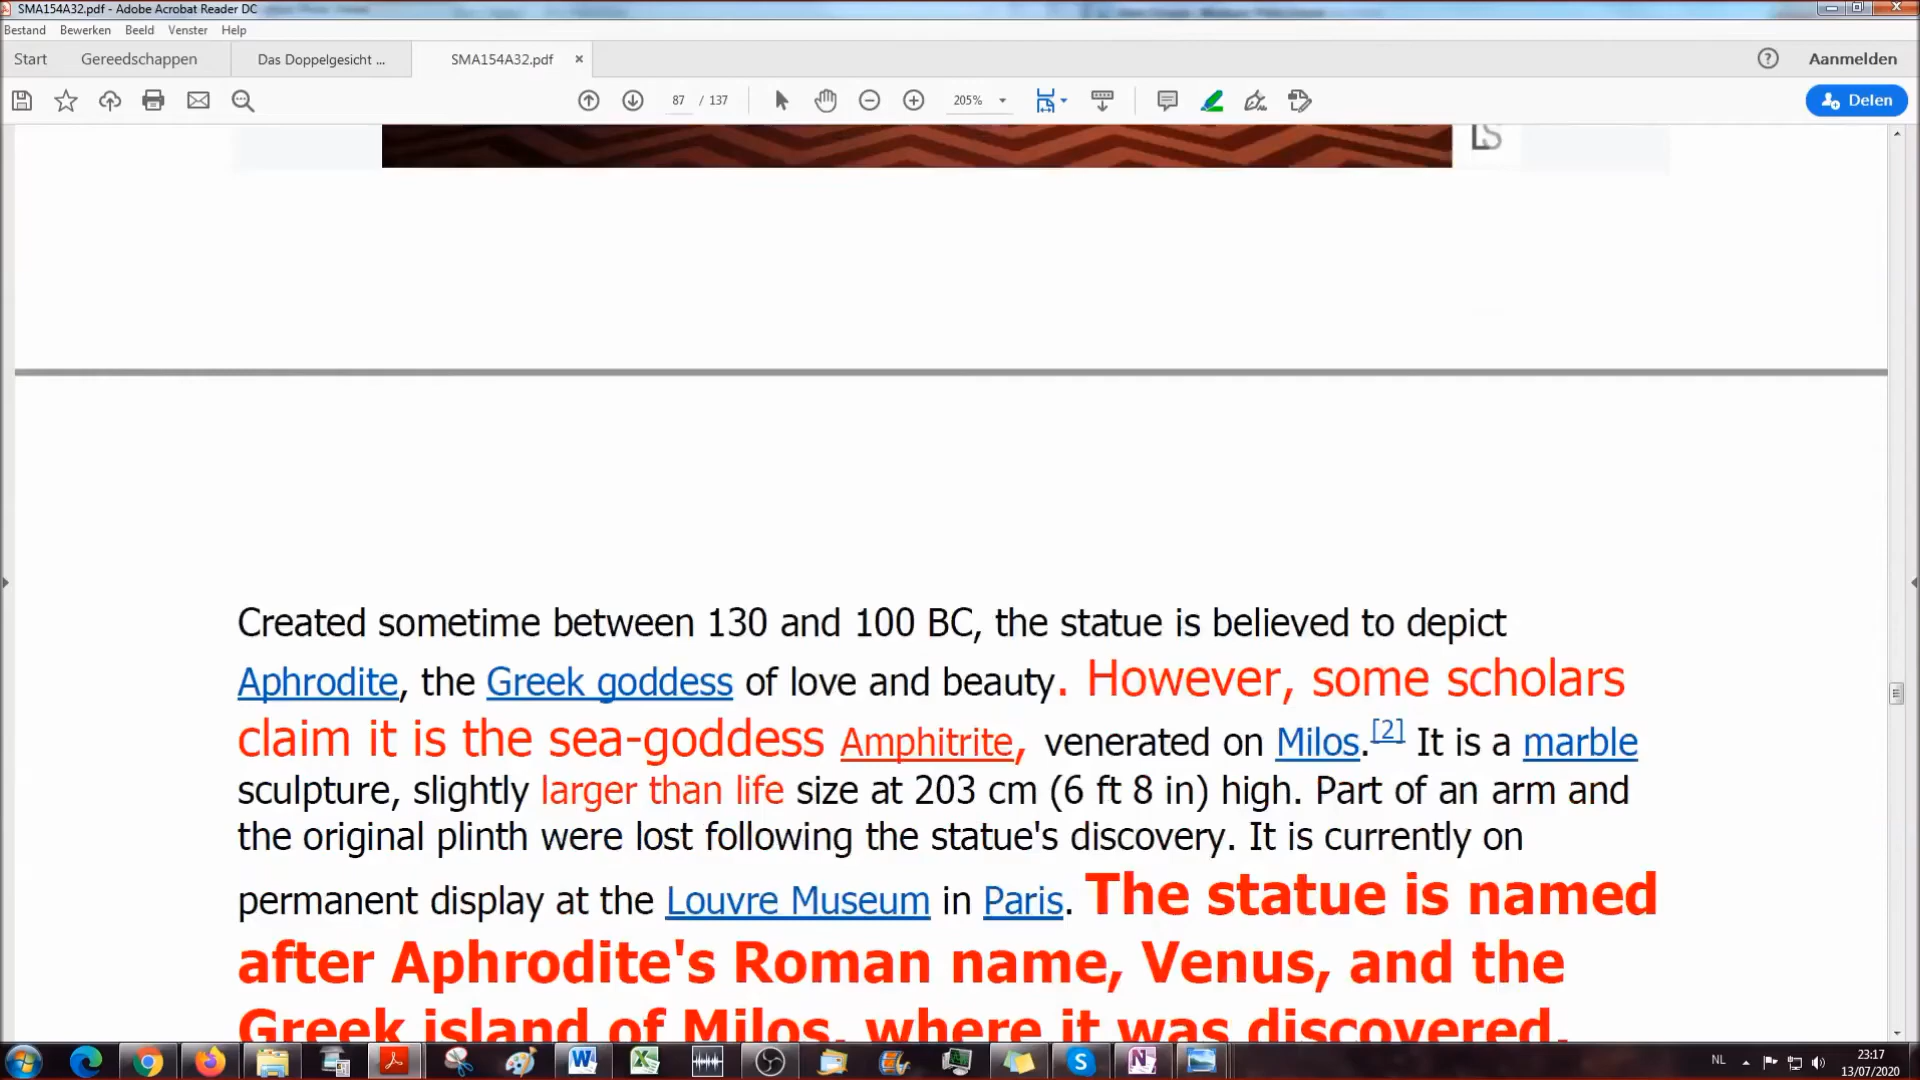 SMA154A32.pdf - Adobe Acrobat Reader DC
Bestand Bewerken Beeld Venster Help
Start Gereedschappen Das Doppelgesicht ... SMA154A32.pdf × Aanmelden
87 / 137 205% Delen
LS
Created sometime between 130 and 100 BC, the statue is believed to depict
Aphrodite, the Greek goddess of love and beauty. However, some scholars
claim it is the sea-goddess Amphitrite, venerated on Milos.[2] It is a marble
sculpture, slightly larger than life size at 203 cm (6 ft 8 in) high. Part of an arm and
the original plinth were lost following the statue's discovery. It is currently on
permanent display at the Louvre Museum in Paris. The statue is named
after Aphrodite's Roman name, Venus, and the
Greek island of Milos, where it was discovered.
NL 23:17
13/07/2020